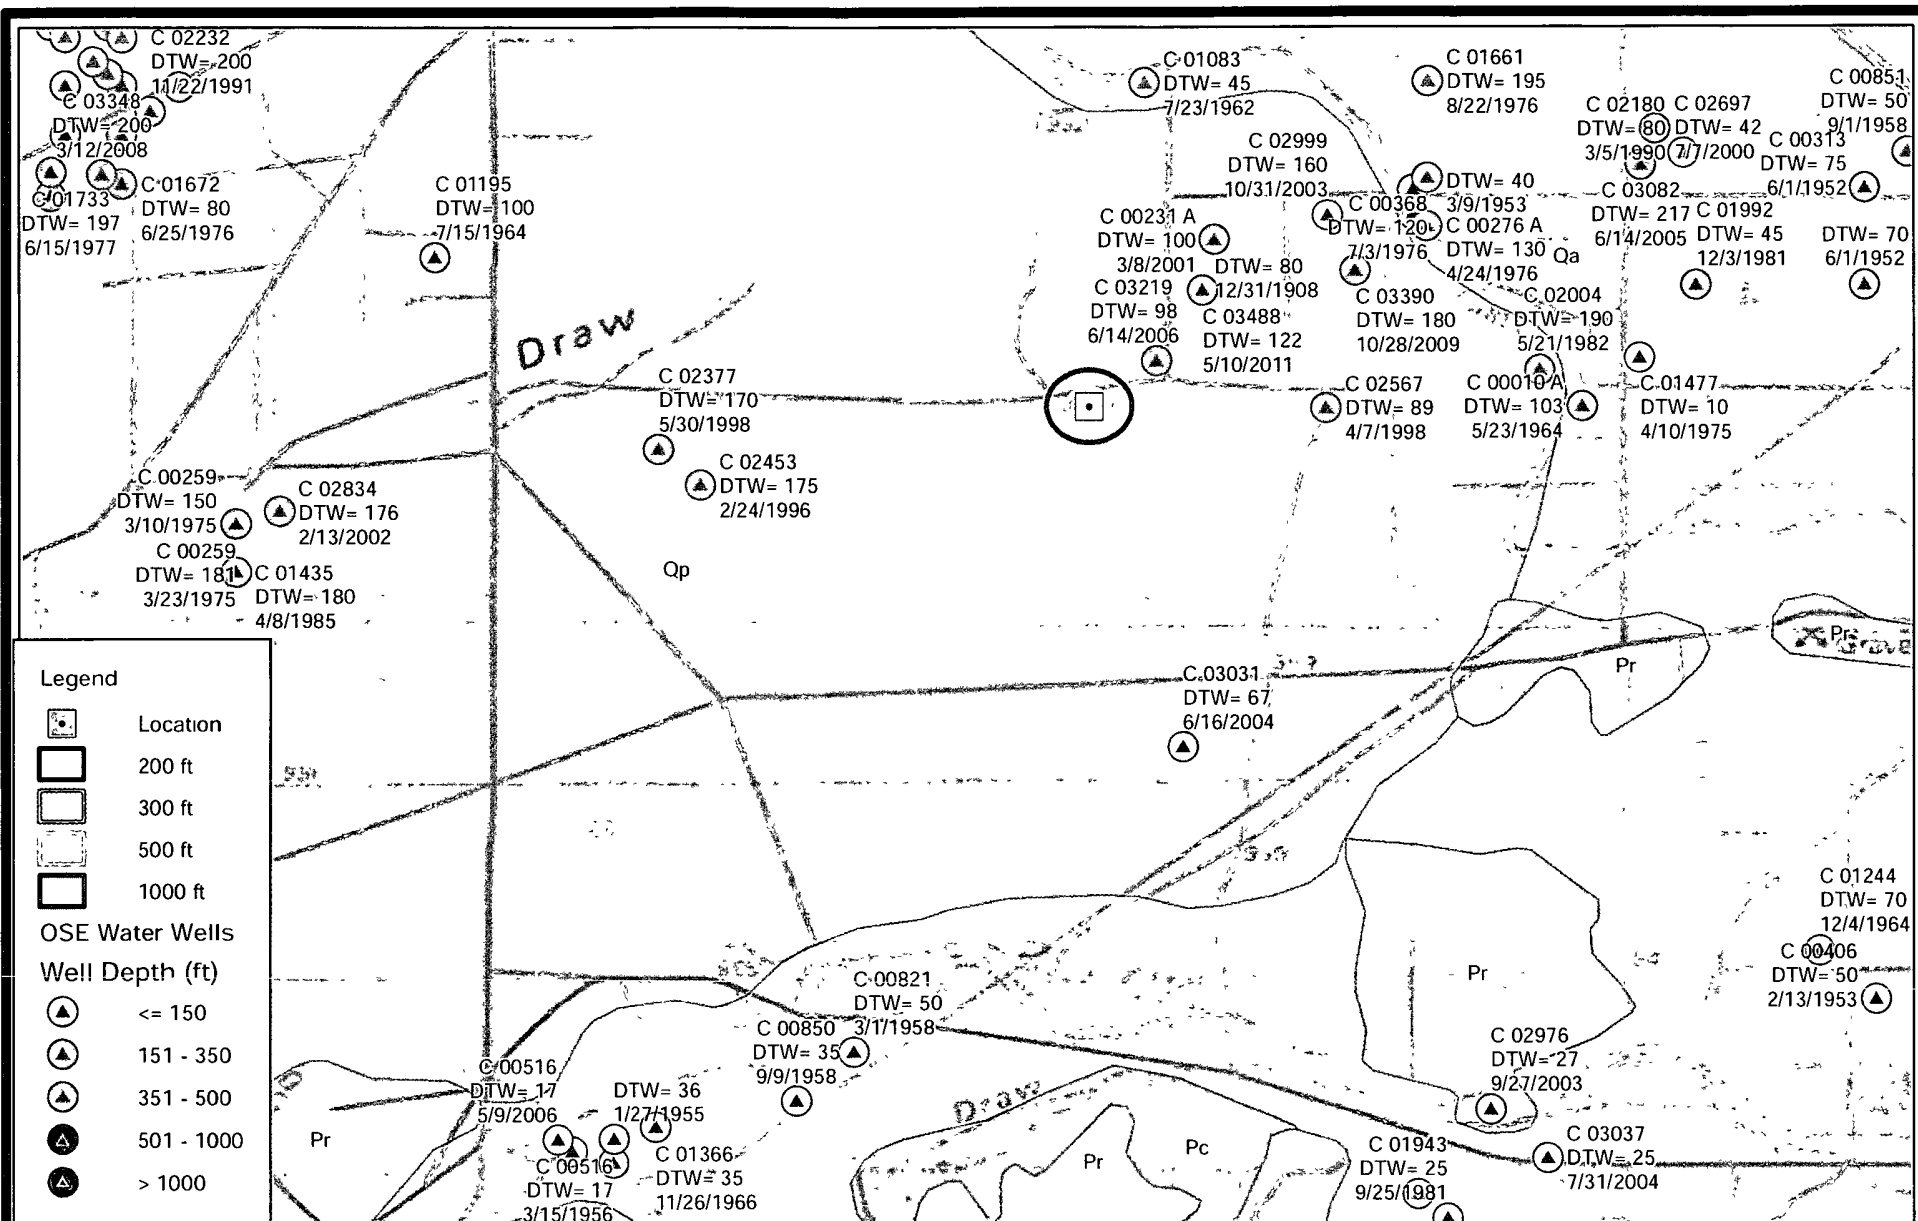 C 02232
DTW= 200
11/22/1991
C 03348
DTW= 200
3/12/2008
C 01733
DTW= 197
6/15/1977
C 01672
DTW= 80
6/25/1976
C 01195
DTW= 100
7/15/1964
C 01083
DTW= 45
7/23/1962
C 01661
DTW= 195
8/22/1976
C 02999
DTW= 160
10/31/2003
DTW= 40
3/9/1953
C 00368
DTW= 120
7/3/1976
C 00276 A
DTW= 130
4/24/1976
Qa
C 02180
DTW= 80
3/5/1990
C 02697
DTW= 42
7/7/2000
C 00851
DTW= 50
9/1/1958
C 00313
DTW= 75
6/1/1952
C 03082
DTW= 217
6/14/2005
C 01992
DTW= 45
12/3/1981
DTW= 70
6/1/1952
C 00231 A
DTW= 100
3/8/2001
DTW= 80
12/31/1908
C 03219
DTW= 98
6/14/2006
C 03488
DTW= 122
5/10/2011
C 03390
DTW= 180
10/28/2009
C 02004
DTW= 190
5/21/1982
Draw
C 02377
DTW= 170
5/30/1998
C 02567
DTW= 89
4/7/1998
C 00010 A
DTW= 103
5/23/1964
C 01477
DTW= 10
4/10/1975
C 02453
DTW= 175
2/24/1996
C 00259
DTW= 150
3/10/1975
C 02834
DTW= 176
2/13/2002
C 00259
DTW= 181
3/23/1975
C 01435
DTW= 180
4/8/1985
Qp
Pr
Pr
C 03031
DTW= 67
6/16/2004
Legend
Location
200 ft
300 ft
500 ft
1000 ft
OSE Water Wells
Well Depth (ft)
<= 150
151 - 350
351 - 500
501 - 1000
> 1000
C 01244
DTW= 70
12/4/1964
C 00406
DTW= 50
2/13/1953
Pr
C 00821
DTW= 50
3/1/1958
C 00850
DTW= 35
9/9/1958
C 02976
DTW= 27
9/27/2003
C 00516
DTW= 17
5/9/2006
DTW= 36
1/27/1955
Draw
Pr
C 00516
DTW= 17
3/15/1956
C 01366
DTW= 35
11/26/1966
Pr
Pc
C 01943
DTW= 25
9/25/1981
C 03037
DTW= 25
7/31/2004